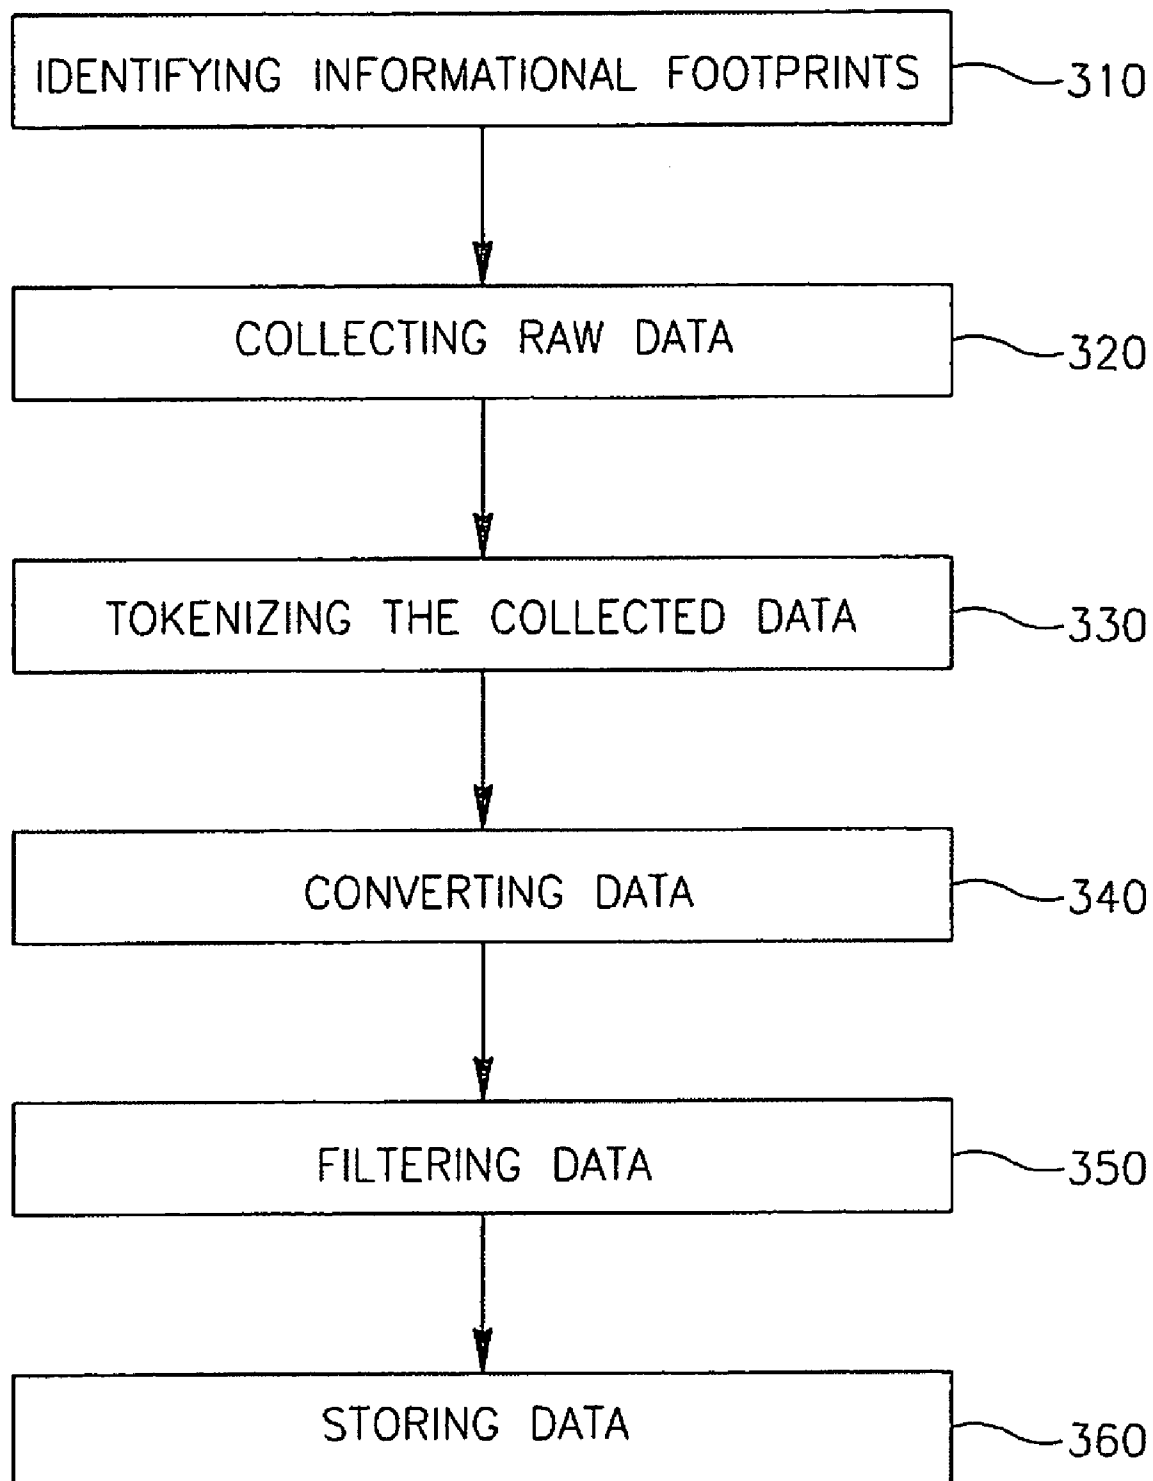 IDENTIFYING INFORMATIONAL FOOTPRINTS 310
COLLECTING RAW DATA 320
TOKENIZING THE COLLECTED DATA 330
CONVERTING DATA 340
FILTERING DATA 350
STORING DATA 360